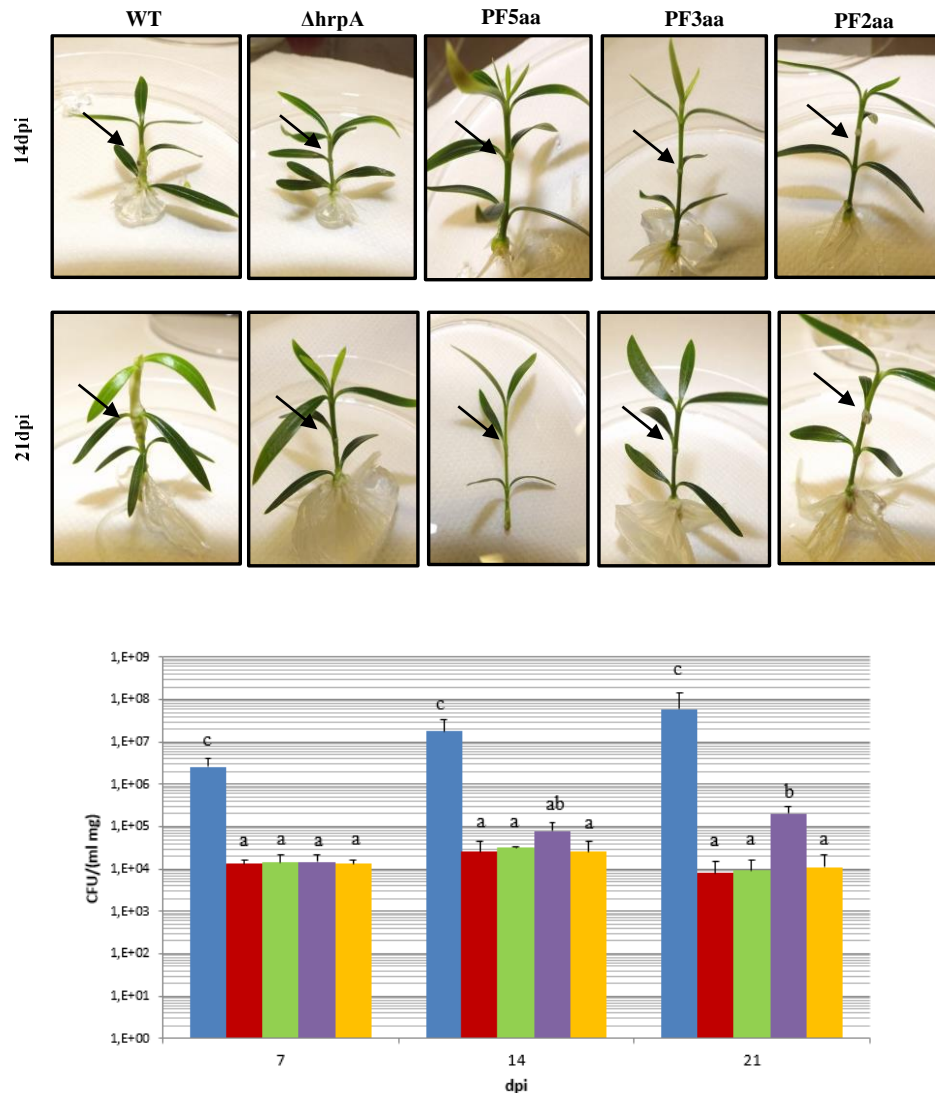 WT ΔhrpA PF5aa PF3aa PF2aa
14dpi
21dpi
1,E+09
1,E+08
1,E+07
1,E+06
1,E+05
1,E+04
1,E+03
1,E+02
1,E+01
1,E+00
CFU/(ml mg)
c a a a a
c a a ab a
c a a b a
7 14 21
dpi